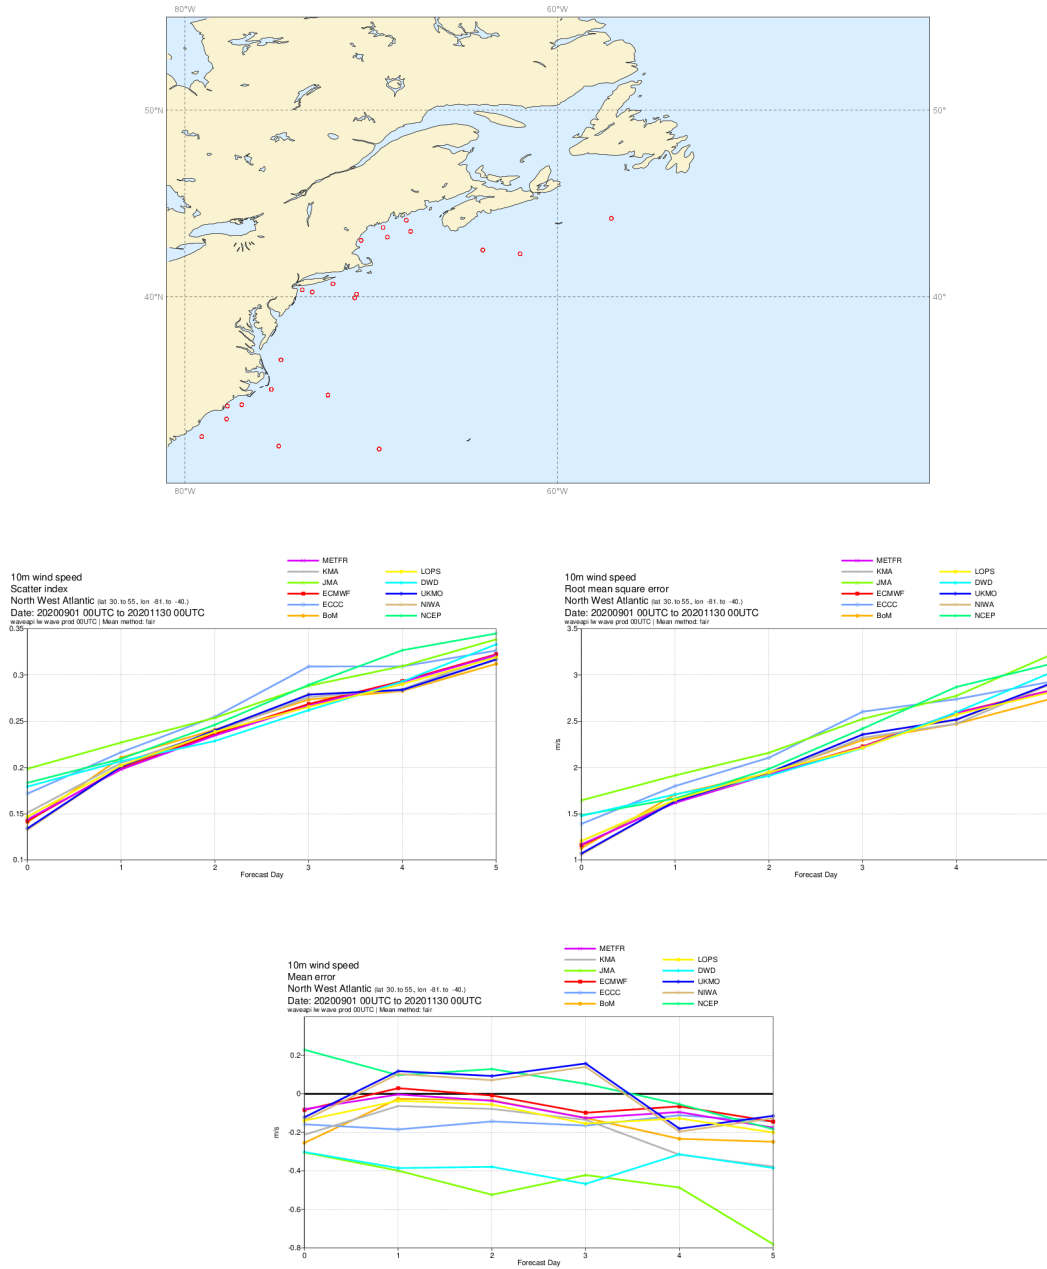 80°W 60°W
50°N 50°
40°N 40°
80°W 60°W
METFR
KMA LOPS
JMA DWD
ECMWF UKMO
ECCC NIWA
BoM NCEP
10m wind speed
Scatter index
North West Atlantic (lat 30. to 55., lon -81. to -40.)
Date: 20200901 00UTC to 20201130 00UTC
waveapi lw wave prod 00UTC | Mean method: fair
0.35
0.3
0.25
0.2
0.15
0.1
0 1 2 3 4 5
Forecast Day
METFR
KMA LOPS
JMA DWD
ECMWF UKMO
ECCC NIWA
BoM NCEP
10m wind speed
Root mean square error
North West Atlantic (lat 30. to 55., lon -81. to -40.)
Date: 20200901 00UTC to 20201130 00UTC
waveapi lw wave prod 00UTC | Mean method: fair
3.5
3
2.5
2
1.5
1
m/s
0 1 2 3 4
Forecast Day
METFR
KMA LOPS
JMA DWD
ECMWF UKMO
ECCC NIWA
BoM NCEP
10m wind speed
Mean error
North West Atlantic (lat 30. to 55., lon -81. to -40.)
Date: 20200901 00UTC to 20201130 00UTC
waveapi lw wave prod 00UTC | Mean method: fair
0.2
0
-0.2
-0.4
-0.6
-0.8
m/s
0 1 2 3 4 5
Forecast Day